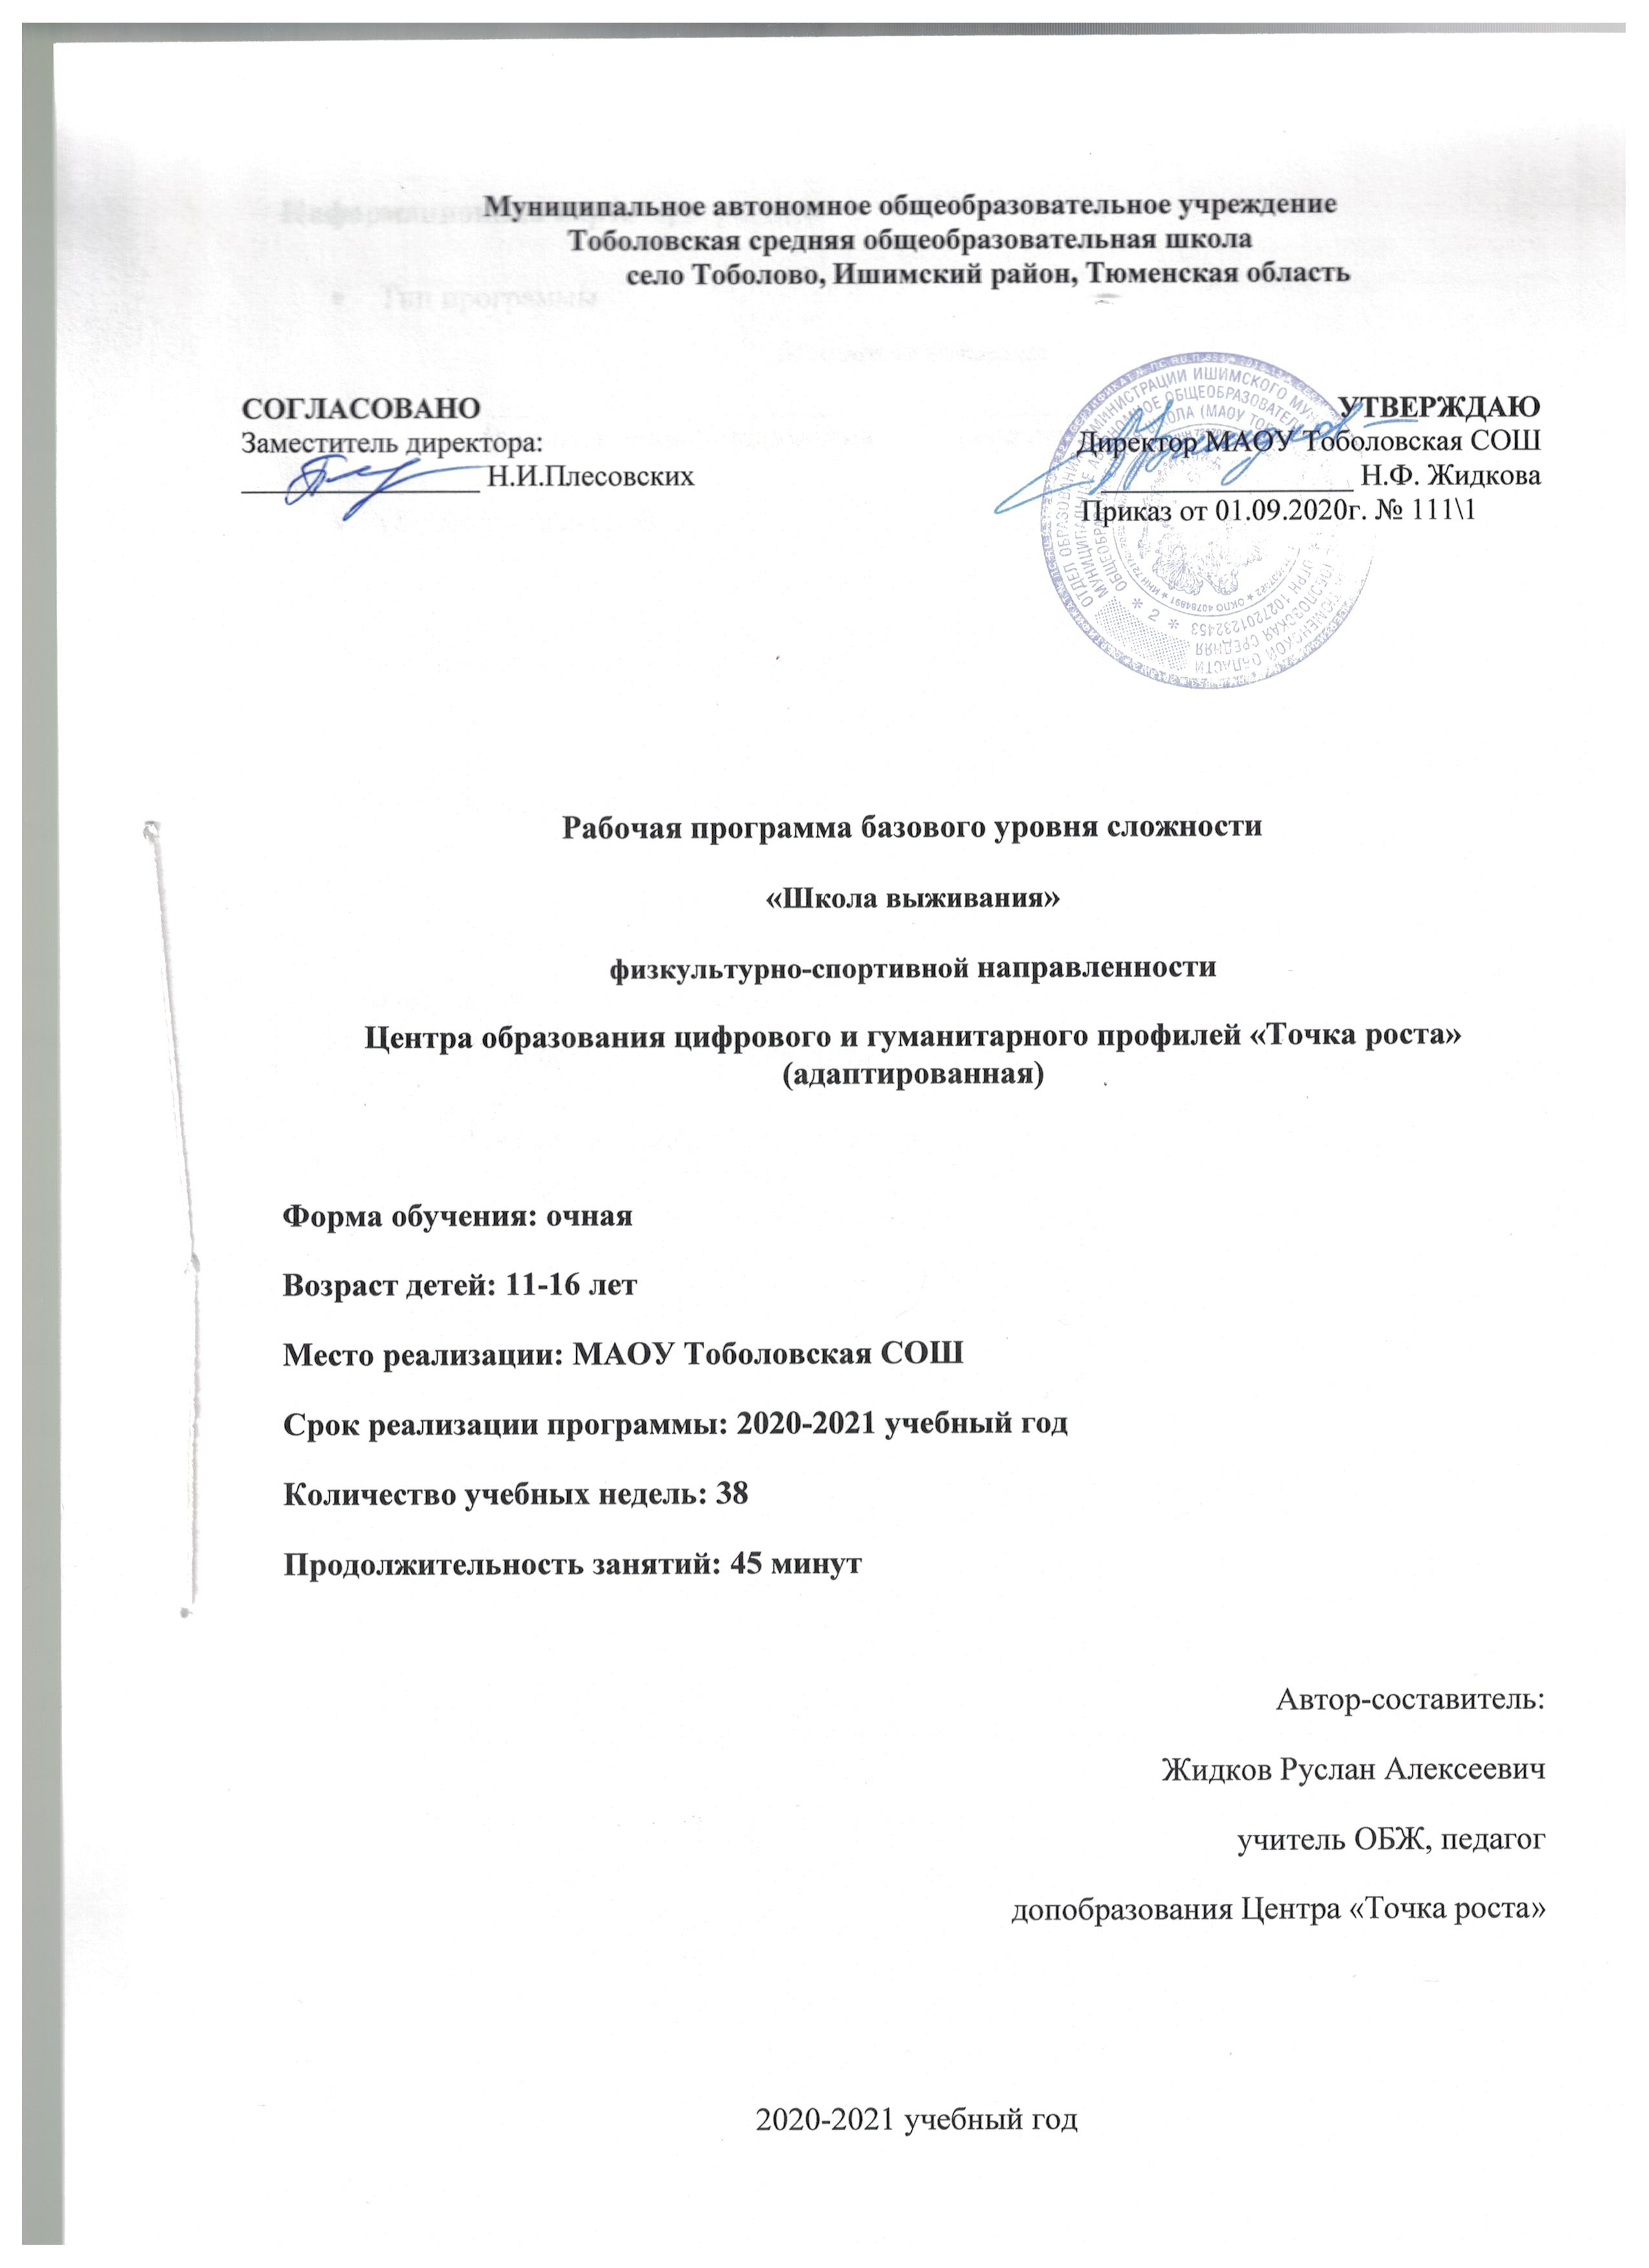 Муниципальное автономное общеобразовательное учреждение
Тоболовская средняя общеобразовательная школа
село Тоболово, Ишимский район, Тюменская область
СОГЛАСОВАНО
Заместитель директора:
Н.И.Плесовских
УТВЕРЖДАЮ
Директор МАОУ Тоболовская СОШ
Н.Ф. Жидкова
Приказ от 01.09.2020г. № 111\1
Рабочая программа базового уровня сложности
«Школа выживания»
физкультурно-спортивной направленности
Центра образования цифрового и гуманитарного профилей «Точка роста»
(адаптированная)
Форма обучения: очная
Возраст детей: 11-16 лет
Место реализации: МАОУ Тоболовская СОШ
Срок реализации программы: 2020-2021 учебный год
Количество учебных недель: 38
Продолжительность занятий: 45 минут
Автор-составитель:
Жидков Руслан Алексеевич
учитель ОБЖ, педагог
допобразования Центра «Точка роста»
2020-2021 учебный год